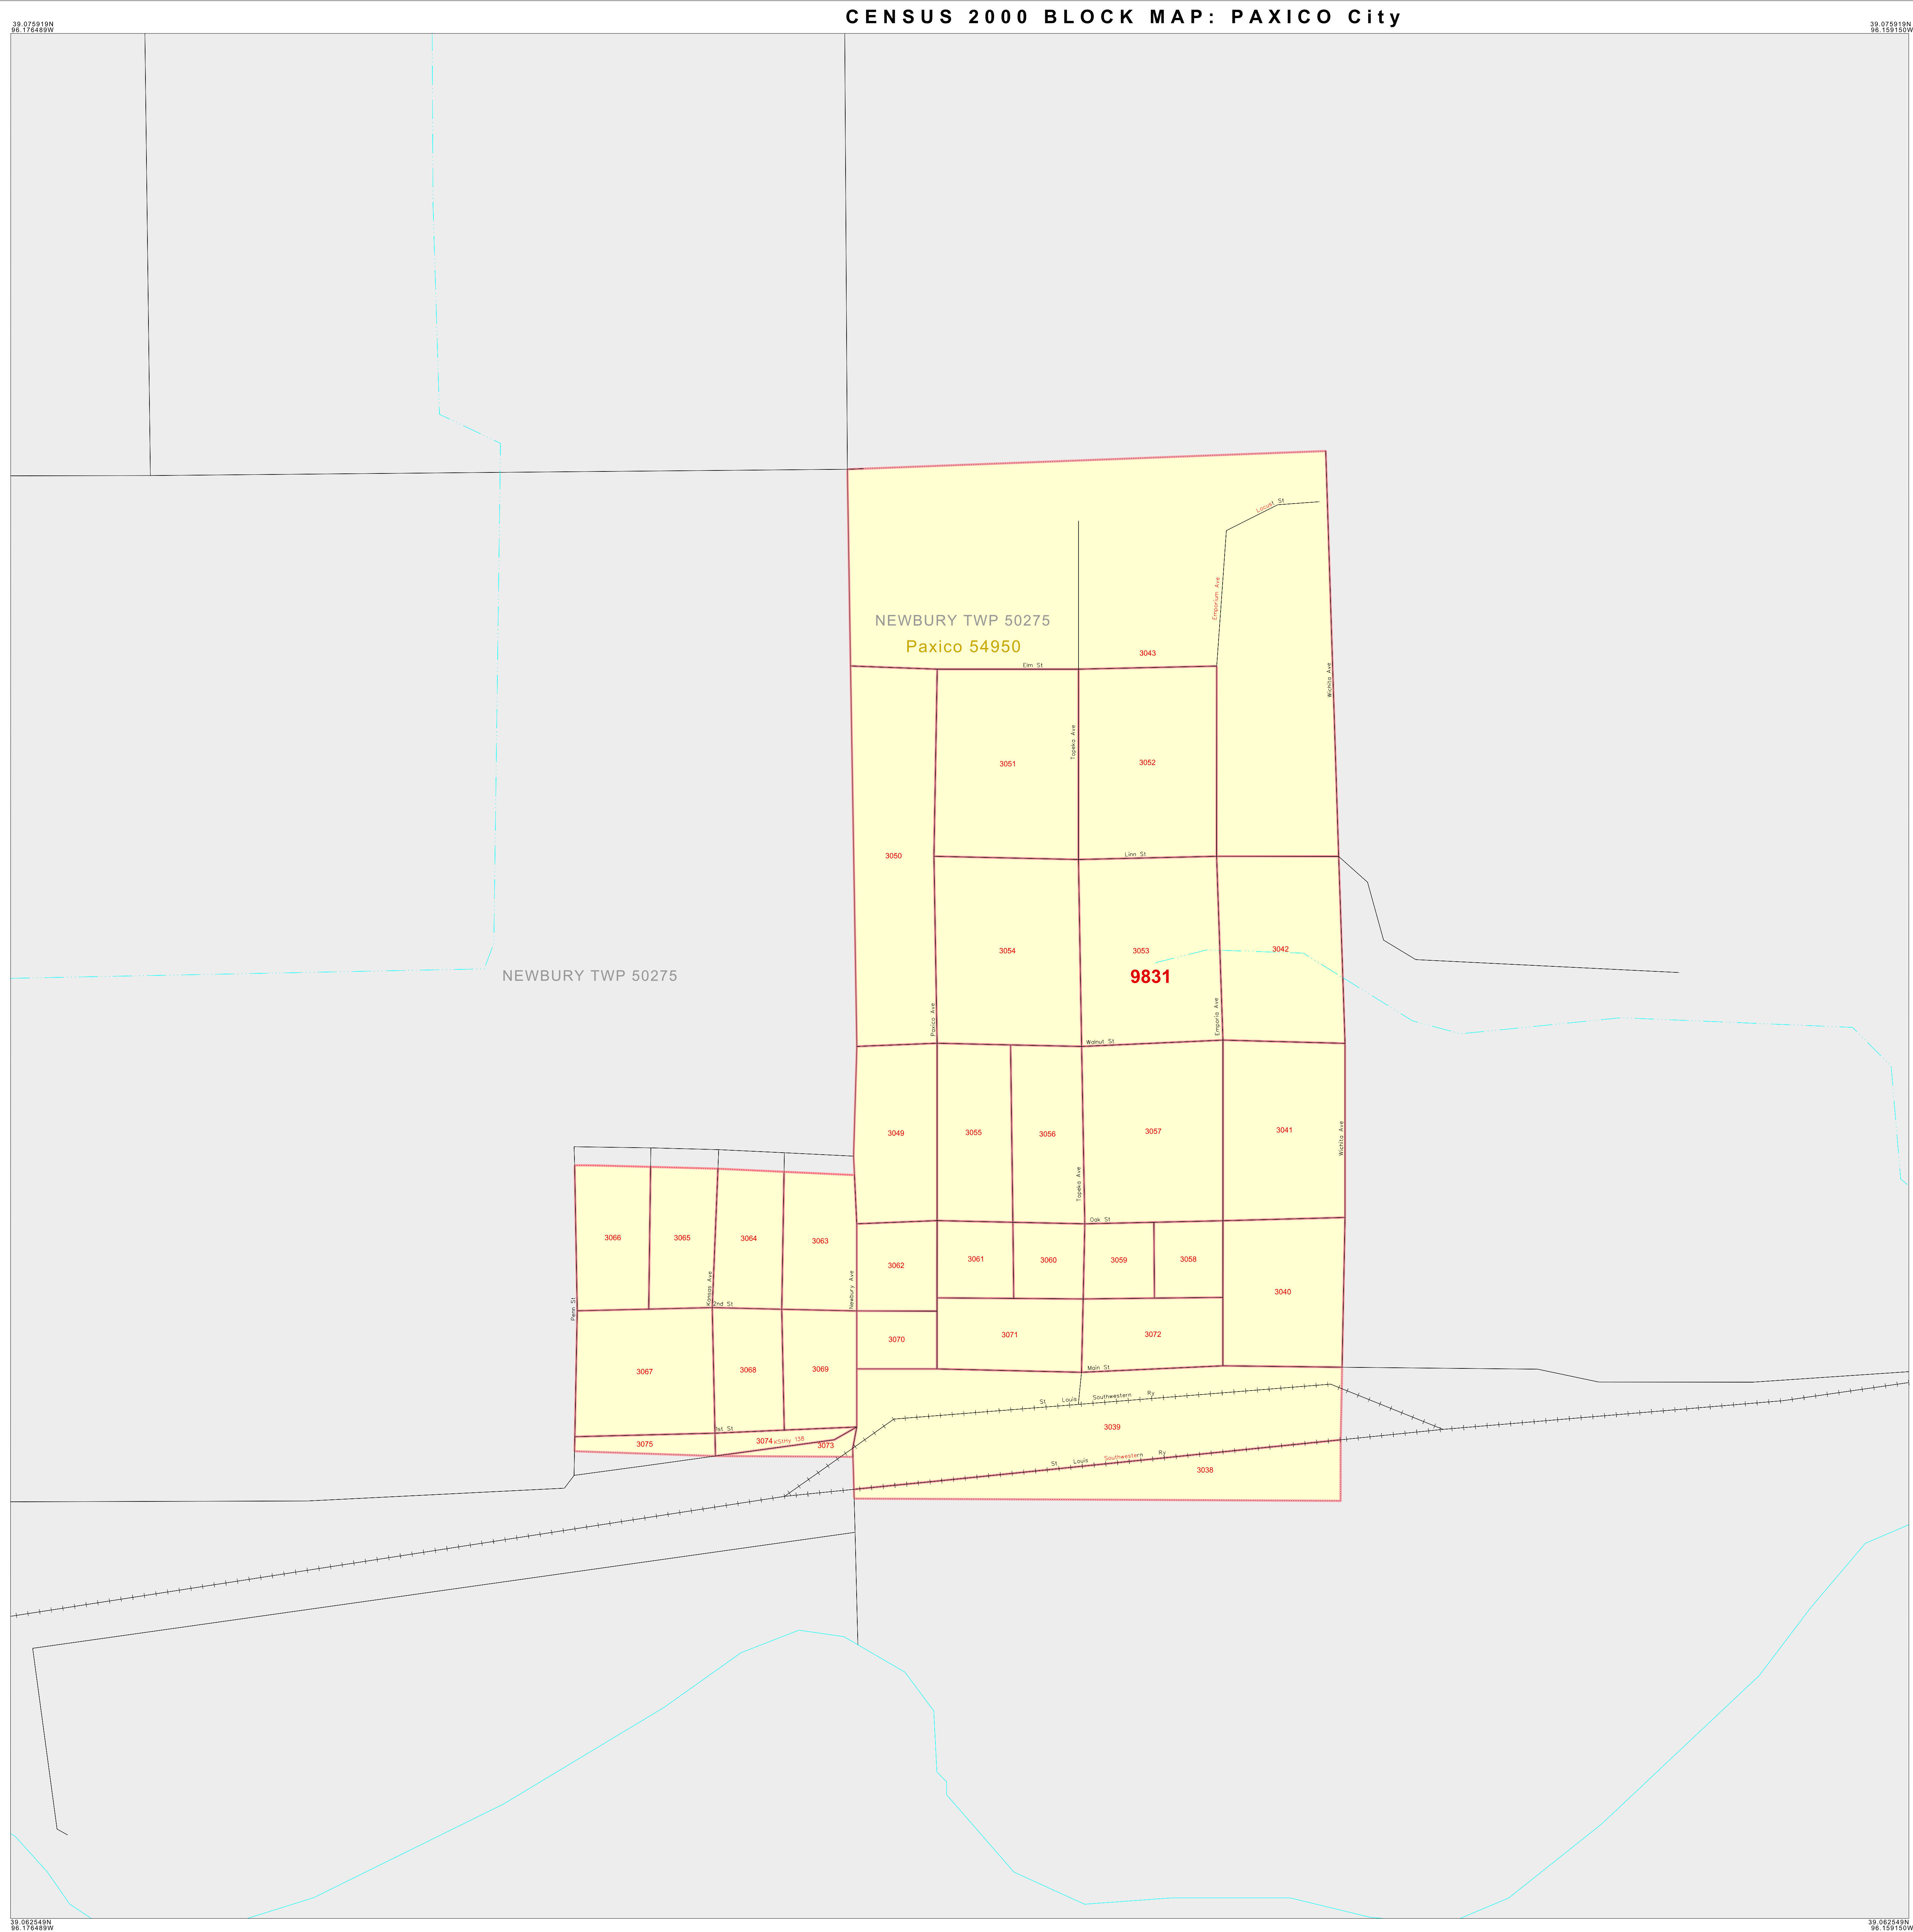 CENSUS 2000 BLOCK MAP: PAXICO City
39.075919N
96.176489W
39.075919N
96.159150W
Locust St
Emporium Ave
NEWBURY TWP 50275
Paxico 54950
3043
Elm St
Wichita Ave
Topeka Ave
3051
3052
3050
Linn St
3054
3053
3042
NEWBURY TWP 50275
9831
Paxico Ave
Emporia Ave
Walnut St
3049
3055
3056
3057
3041
Wichita Ave
Topeka Ave
Oak St
3066
3065
3064
3063
3062
3061
3060
3059
3058
Penn St
Kansas Ave
2nd St
Newbury Ave
3040
3070
3071
3072
3067
3068
3069
Main St
St Louis Southwestern Ry
1st St
3039
3075
3074
KStHy 138
3073
St Louis Southwestern Ry
3038
39.062549N
96.176489W
39.062549N
96.159150W